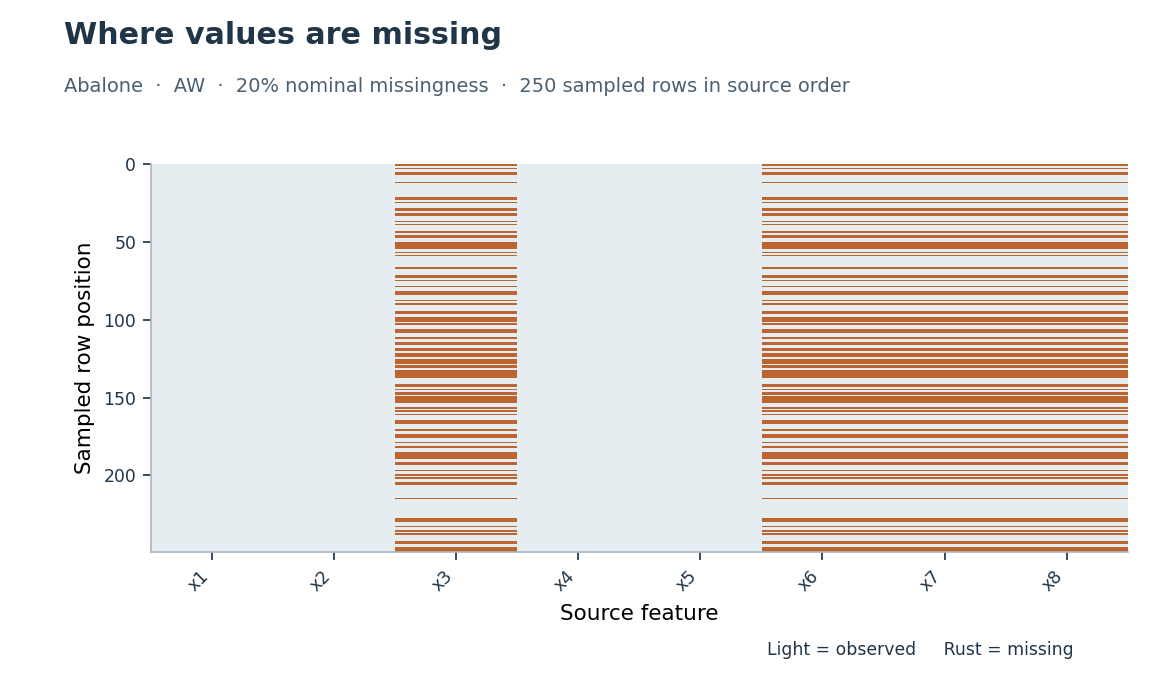 Where values are missing
Abalone · AW · 20% nominal missingness · 250 sampled rows in source order
0
50
100
150
200
Sampled row position
x1 x2 x3 x4 x5 x6 x7 x8
Source feature
Light = observed Rust = missing